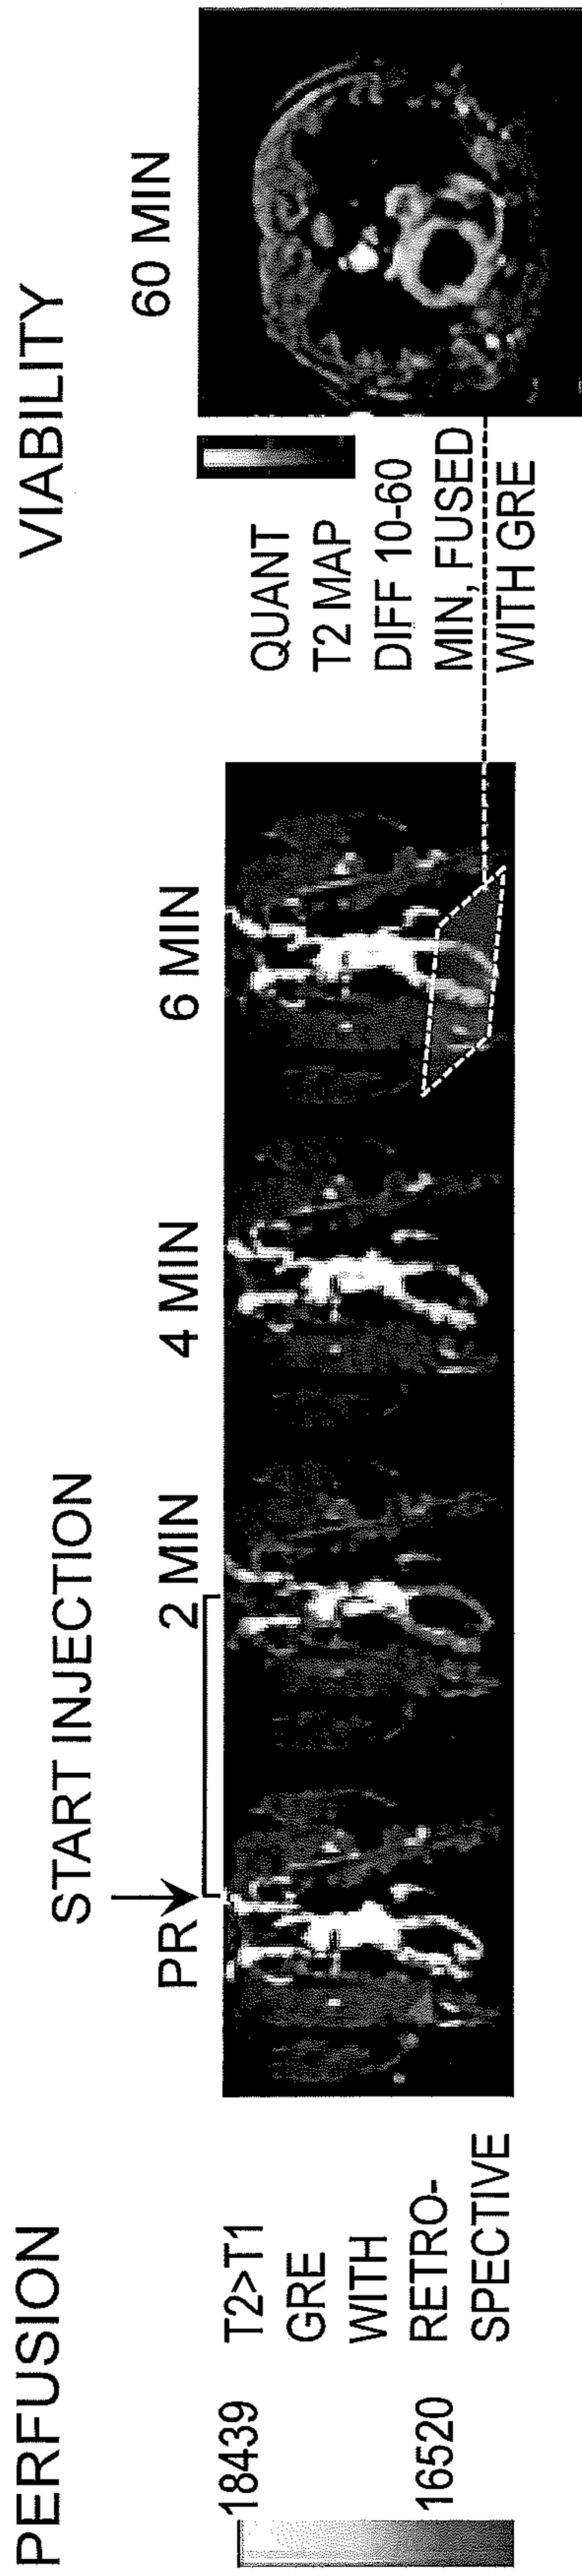 PERFUSION
18439
16520
T2>T1
GRE
WITH
RETRO-
SPECTIVE
START INJECTION
PR
2 MIN
4 MIN
6 MIN
VIABILITY
60 MIN
QUANT
T2 MAP
DIFF 10-60
MIN, FUSED
WITH GRE